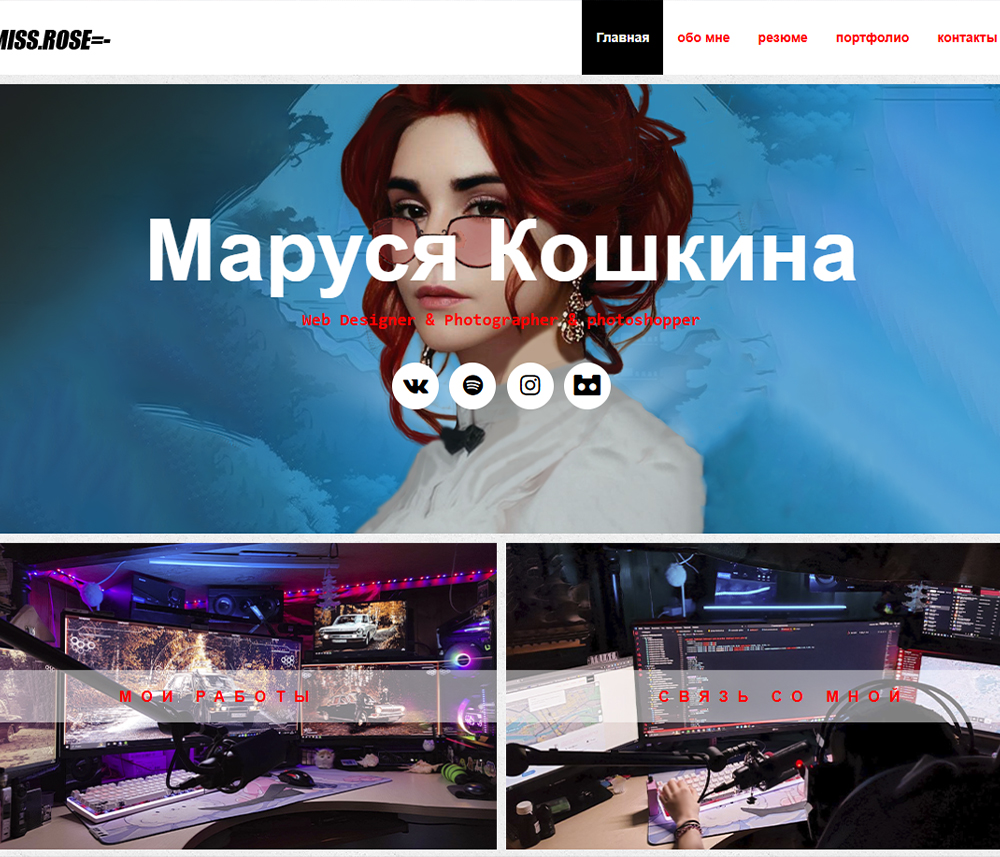 MISS.ROSE=-
Главная обо мне резюме портфолио контакты
Маруся Кошкина
Web Designer & Photographer & photoshopper
МОИ РАБОТЫ
СВЯЗЬ СО МНОЙ